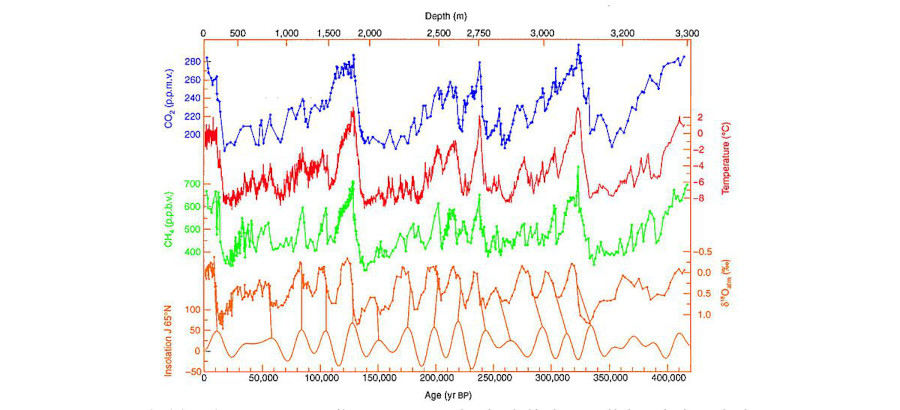 Depth (m)
0 500 1,000 1,500 2,000 2,500 2,750 3,000 3,200 3,300
CO₂ (p.p.m.v.)
280
260
240
220
200
2
0
−2
−4
−6
−8
Temperature (°C)
CH₄ (p.p.b.v.)
700
600
500
400
−0.5
0.0
0.5
1.0
δ¹⁸Oatm (‰)
Insolation J 65°N
100
50
0
−50
0 50,000 100,000 150,000 200,000 250,000 300,000 350,000 400,000
Age (yr BP)